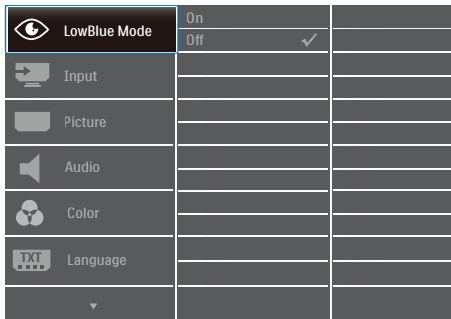 LowBlue Mode
On
Off
Input
Picture
Audio
Color
TXT
Language